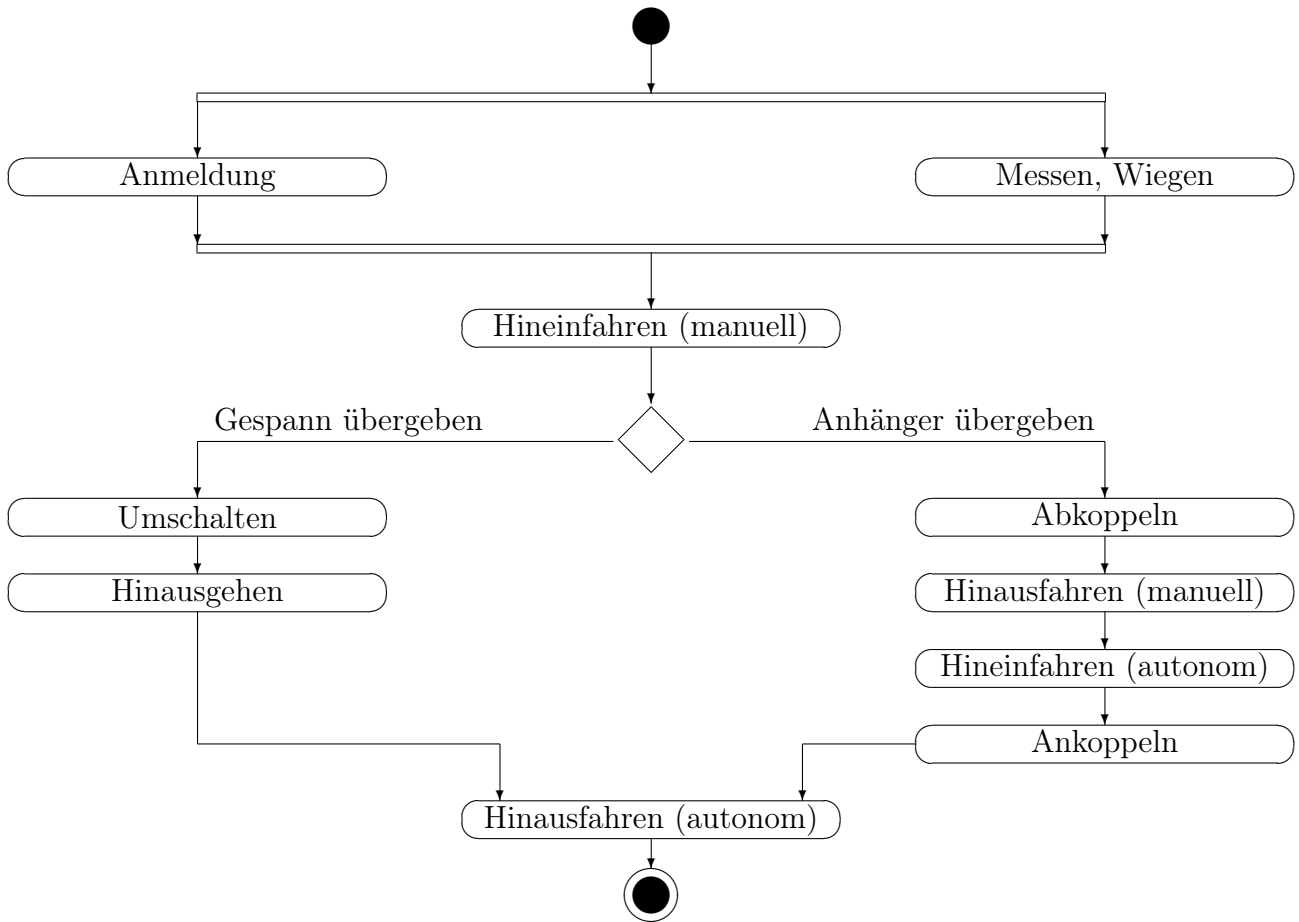 Anmeldung
Messen, Wiegen
Hineinfahren (manuell)
Gespann übergeben
Anhänger übergeben
Umschalten
Abkoppeln
Hinausgehen
Hinausfahren (manuell)
Hineinfahren (autonom)
Ankoppeln
Hinausfahren (autonom)